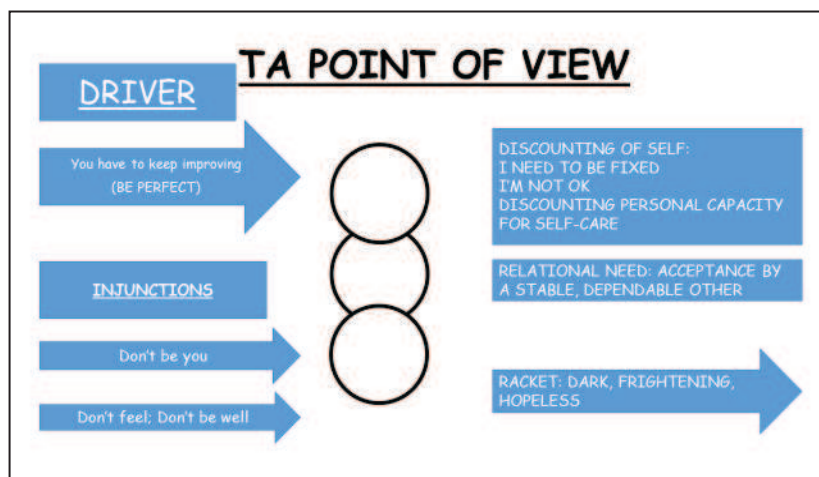 TA POINT OF VIEW
DRIVER
You have to keep improving
(BE PERFECT)
INJUNCTIONS
Don't be you
Don't feel; Don't be well
DISCOUNTING OF SELF:
I NEED TO BE FIXED
I'M NOT OK
DISCOUNTING PERSONAL CAPACITY
FOR SELF-CARE
RELATIONAL NEED: ACCEPTANCE BY
A STABLE, DEPENDABLE OTHER
RACKET: DARK, FRIGHTENING,
HOPELESS